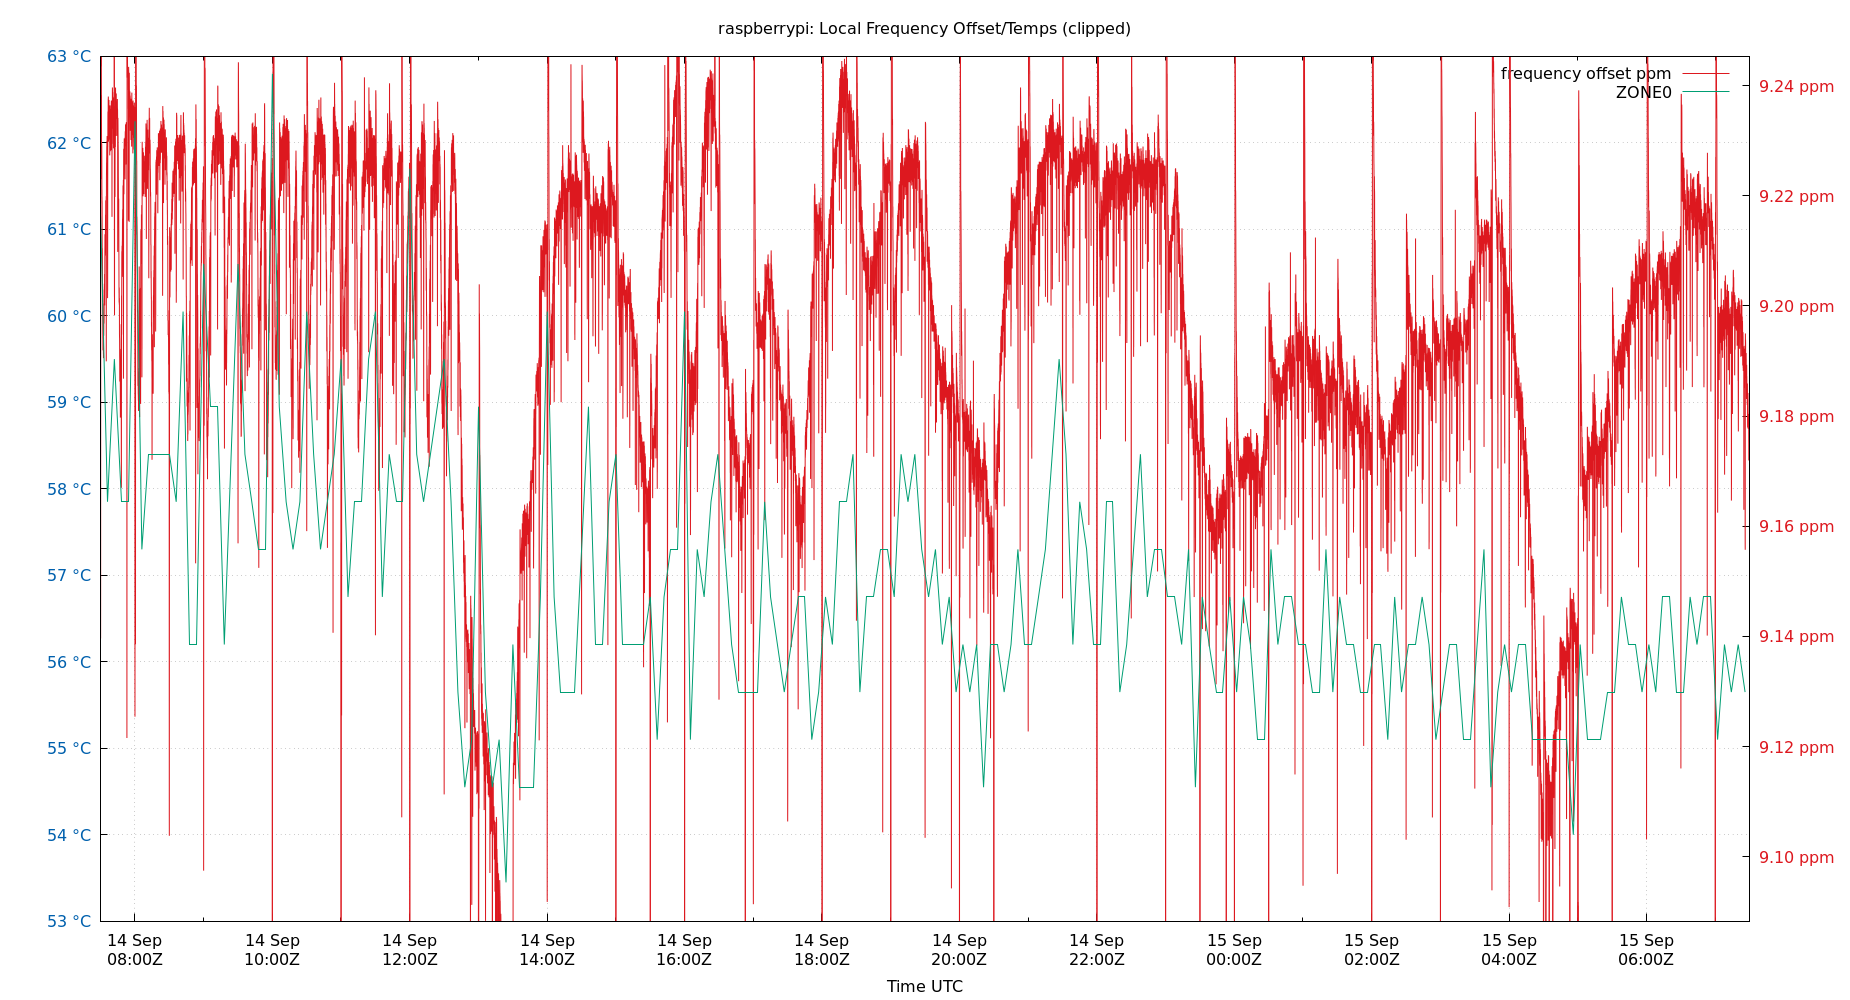 raspberrypi: Local Frequency Offset/Temps (clipped)
63 °C
62 °C
61 °C
60 °C
59 °C
58 °C
57 °C
56 °C
55 °C
54 °C
53 °C
frequency offset ppm
ZONE0
9.24 ppm
9.22 ppm
9.20 ppm
9.18 ppm
9.16 ppm
9.14 ppm
9.12 ppm
9.10 ppm
14 Sep
08:00Z
14 Sep
10:00Z
14 Sep
12:00Z
14 Sep
14:00Z
14 Sep
16:00Z
14 Sep
18:00Z
14 Sep
20:00Z
14 Sep
22:00Z
15 Sep
00:00Z
15 Sep
02:00Z
15 Sep
04:00Z
15 Sep
06:00Z
Time UTC